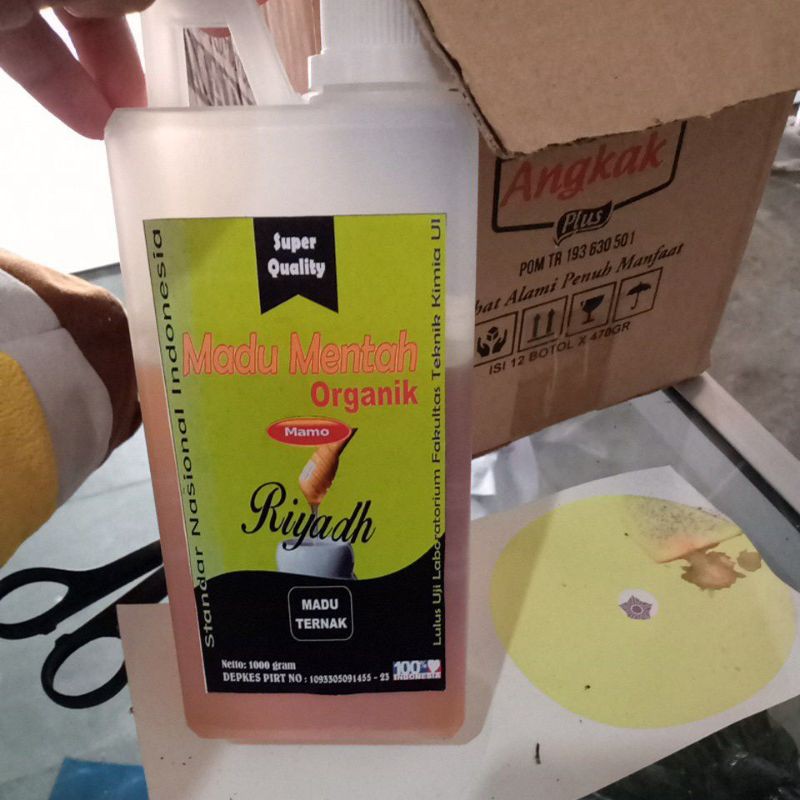 Super
Quality
Madu Mentah
Organik
Mamo
Riyadh
MADU
TERNAK
Netto: 1000 gram
DEPKES PIRT NO : 1093305091455 - 23
100%
INDONESIA
Standar Nasional Indonesia
Lulus Uji Laboratorium Fakultas Teknik Kimia UI
Angkak
Plus
POM TR 193 630 501
Alami Penuh Manfaat
ISI 12 BOTOL X 470GR